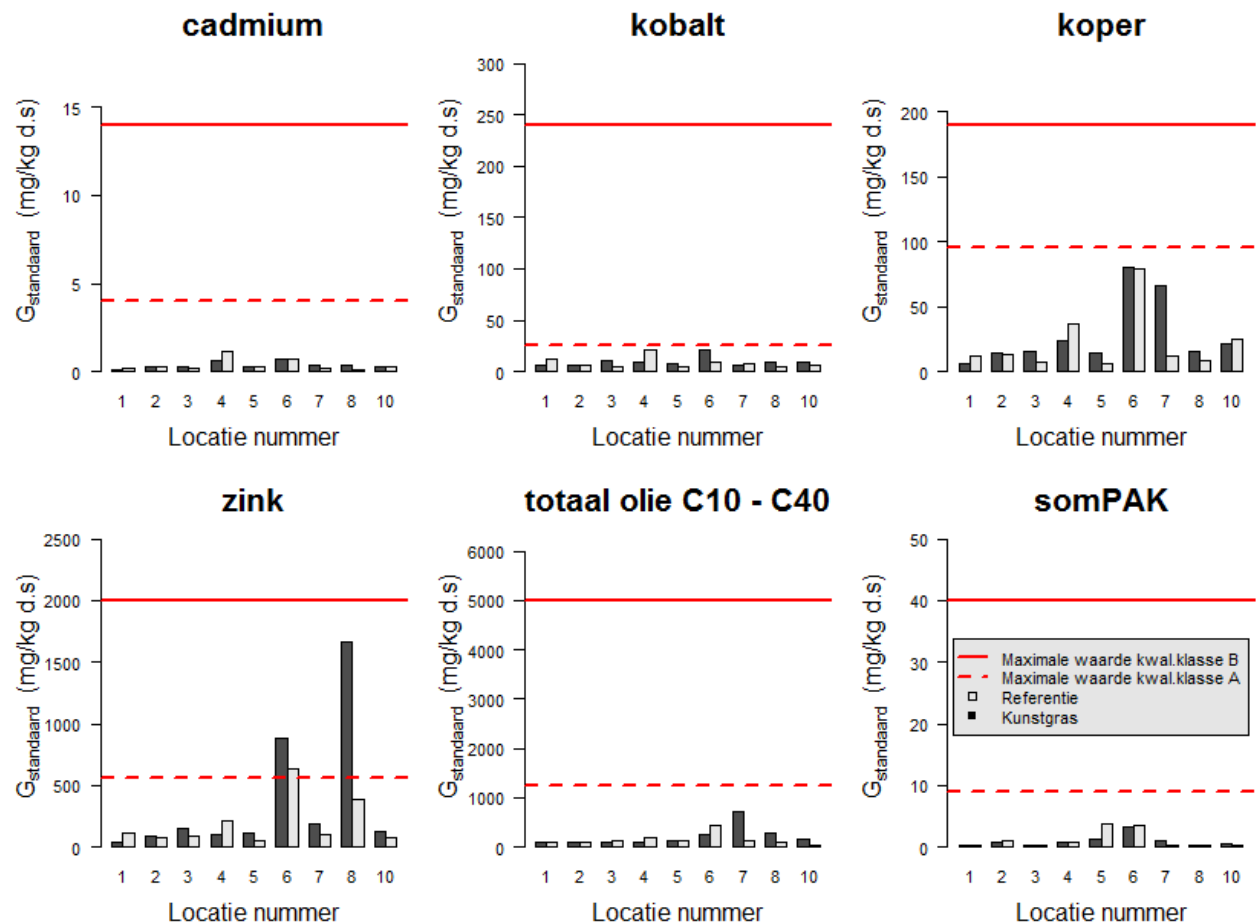 cadmium
kobalt
koper
Gstandaard (mg/kg d.s)
15
10
5
0
1 2 3 4 5 6 7 8 10
Locatie nummer
Gstandaard (mg/kg d.s)
300
250
200
150
100
50
0
1 2 3 4 5 6 7 8 10
Locatie nummer
Gstandaard (mg/kg d.s)
200
150
100
50
0
1 2 3 4 5 6 7 8 10
Locatie nummer
zink
totaal olie C10 - C40
somPAK
Gstandaard (mg/kg d.s)
2500
2000
1500
1000
500
0
1 2 3 4 5 6 7 8 10
Locatie nummer
Gstandaard (mg/kg d.s)
6000
5000
4000
3000
2000
1000
0
1 2 3 4 5 6 7 8 10
Locatie nummer
Gstandaard (mg/kg d.s)
50
40
30
20
10
0
Maximale waarde kwal.klasse B
Maximale waarde kwal.klasse A
Referentie
Kunstgras
1 2 3 4 5 6 7 8 10
Locatie nummer